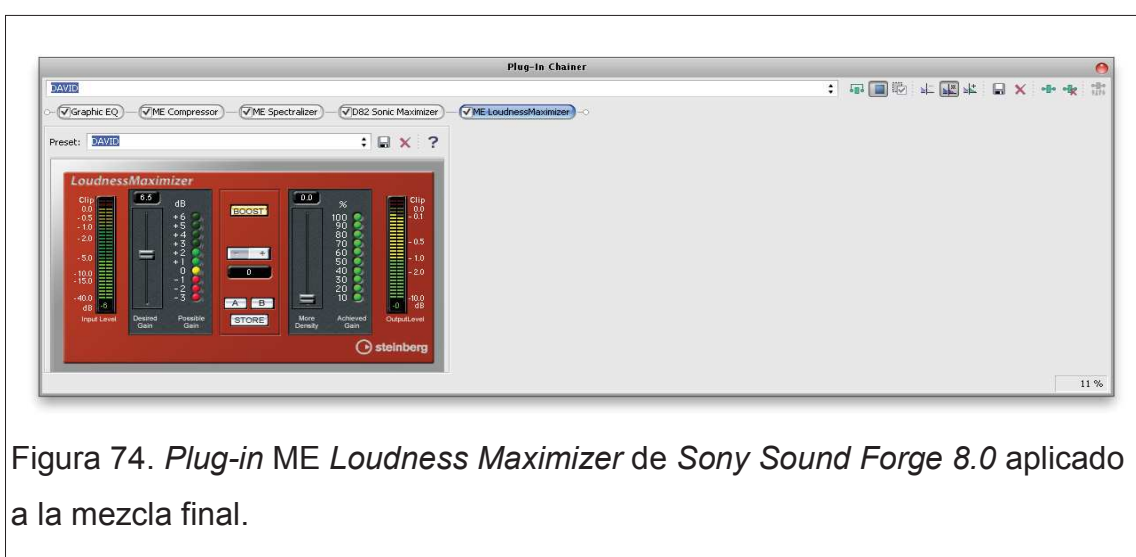 Plug-In Chainer
DAVID
Graphic EQ ME Compressor ME Spectralizer D82 Sonic Maximizer ME LoudnessMaximizer
Preset: DAVID ?
LoudnessMaximizer
Clip 6.5 dB BOOST 0.0 % Clip
0.0 +6 100 0.0
-0.5 +5 90 -0.1
-1.0 +4 80
-2.0 +3 70 -0.5
-5.0 +2 60 -1.0
+1 50
-10.0 0 0 40 -2.0
-15.0 -1 30
-2 20
-40.0 -3 A B 10 -10.0
dB -6 -0 dB
Input Level Desired Gain Possible Gain STORE More Density Achieved Gain OutputLevel
steinberg
11 %
Figura 74. Plug-in ME Loudness Maximizer de Sony Sound Forge 8.0 aplicado
a la mezcla final.